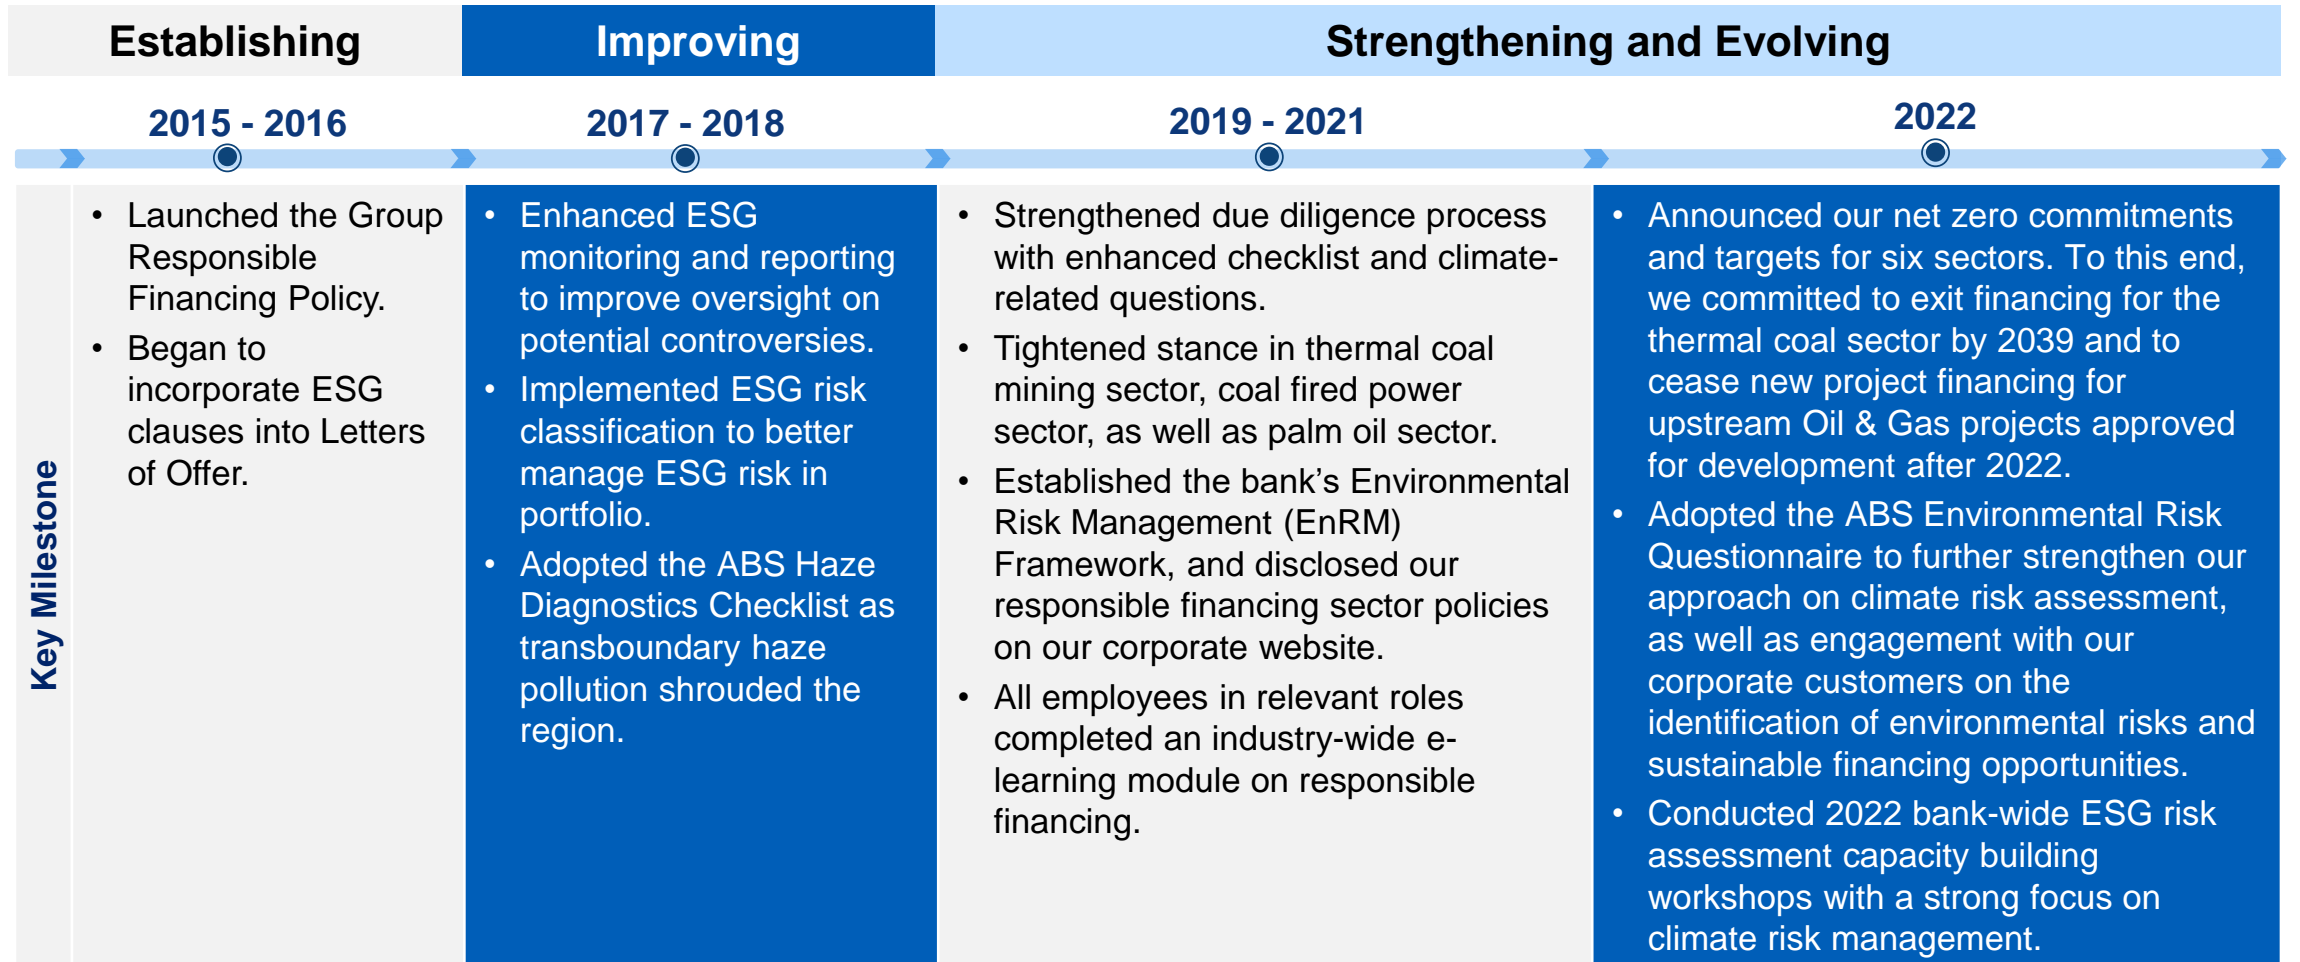 Establishing
Improving
Strengthening and Evolving
2015 - 2016
2017 - 2018
2019 - 2021
2022
Key Milestone
• Launched the Group
Responsible
Financing Policy.
• Began to
incorporate ESG
clauses into Letters
of Offer.
• Enhanced ESG
monitoring and reporting
to improve oversight on
potential controversies.
• Implemented ESG risk
classification to better
manage ESG risk in
portfolio.
• Adopted the ABS Haze
Diagnostics Checklist as
transboundary haze
pollution shrouded the
region.
• Strengthened due diligence process
with enhanced checklist and climate-
related questions.
• Tightened stance in thermal coal
mining sector, coal fired power
sector, as well as palm oil sector.
• Established the bank’s Environmental
Risk Management (EnRM)
Framework, and disclosed our
responsible financing sector policies
on our corporate website.
• All employees in relevant roles
completed an industry-wide e-
learning module on responsible
financing.
• Announced our net zero commitments
and targets for six sectors. To this end,
we committed to exit financing for the
thermal coal sector by 2039 and to
cease new project financing for
upstream Oil & Gas projects approved
for development after 2022.
• Adopted the ABS Environmental Risk
Questionnaire to further strengthen our
approach on climate risk assessment,
as well as engagement with our
corporate customers on the
identification of environmental risks and
sustainable financing opportunities.
• Conducted 2022 bank-wide ESG risk
assessment capacity building
workshops with a strong focus on
climate risk management.